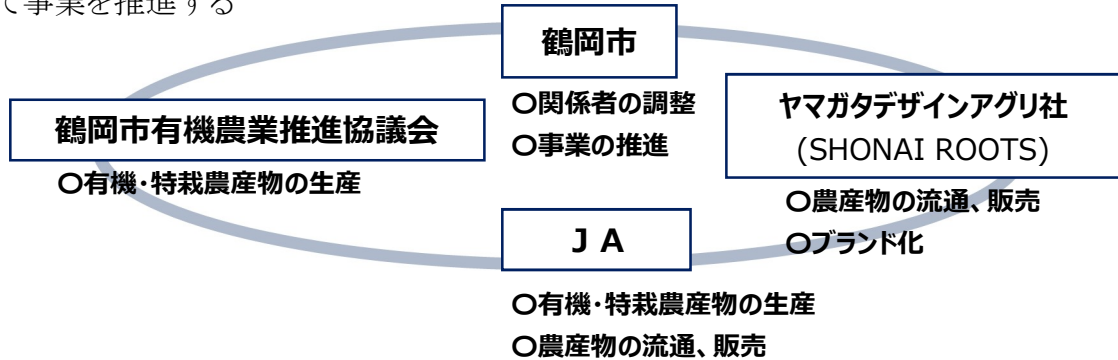 て事業を推進する
鶴岡市
〇関係者の調整
〇事業の推進
鶴岡市有機農業推進協議会
〇有機・特栽農産物の生産
ヤマガタデザインアグリ社
(SHONAI ROOTS)
〇農産物の流通、販売
〇ブランド化
ＪＡ
〇有機・特栽農産物の生産
〇農産物の流通、販売